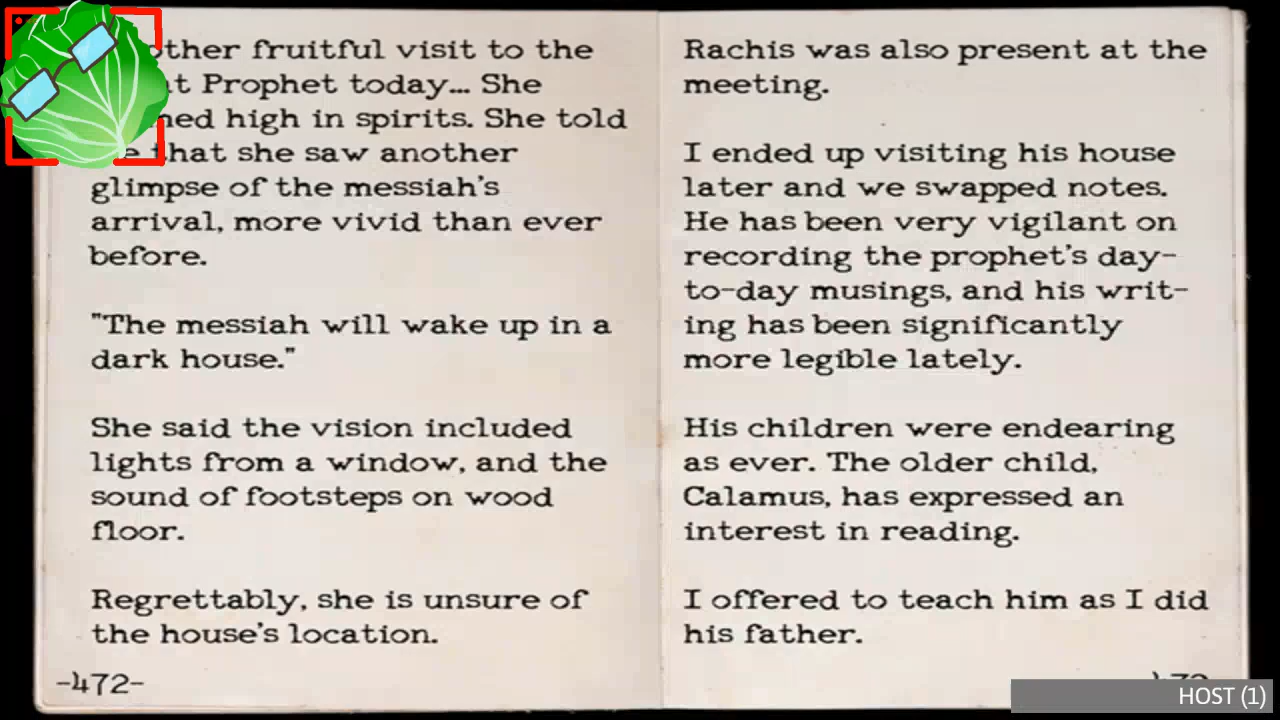 other fruitful visit to the
Prophet today... She
high in spirits. She told
that she saw another
glimpse of the messiah's
arrival, more vivid than ever
before.
"The messiah will wake up in a
dark house."
She said the vision included
lights from a window, and the
sound of footsteps on wood
floor.
Regrettably, she is unsure of
the house's location.
-472-
Rachis was also present at the
meeting.
I ended up visiting his house
later and we swapped notes.
He has been very vigilant on
recording the prophet's day-
to-day musings, and his writ-
ing has been significantly
more legible lately.
His children were endearing
as ever. The older child,
Calamus, has expressed an
interest in reading.
I offered to teach him as I did
his father.
HOST (1)